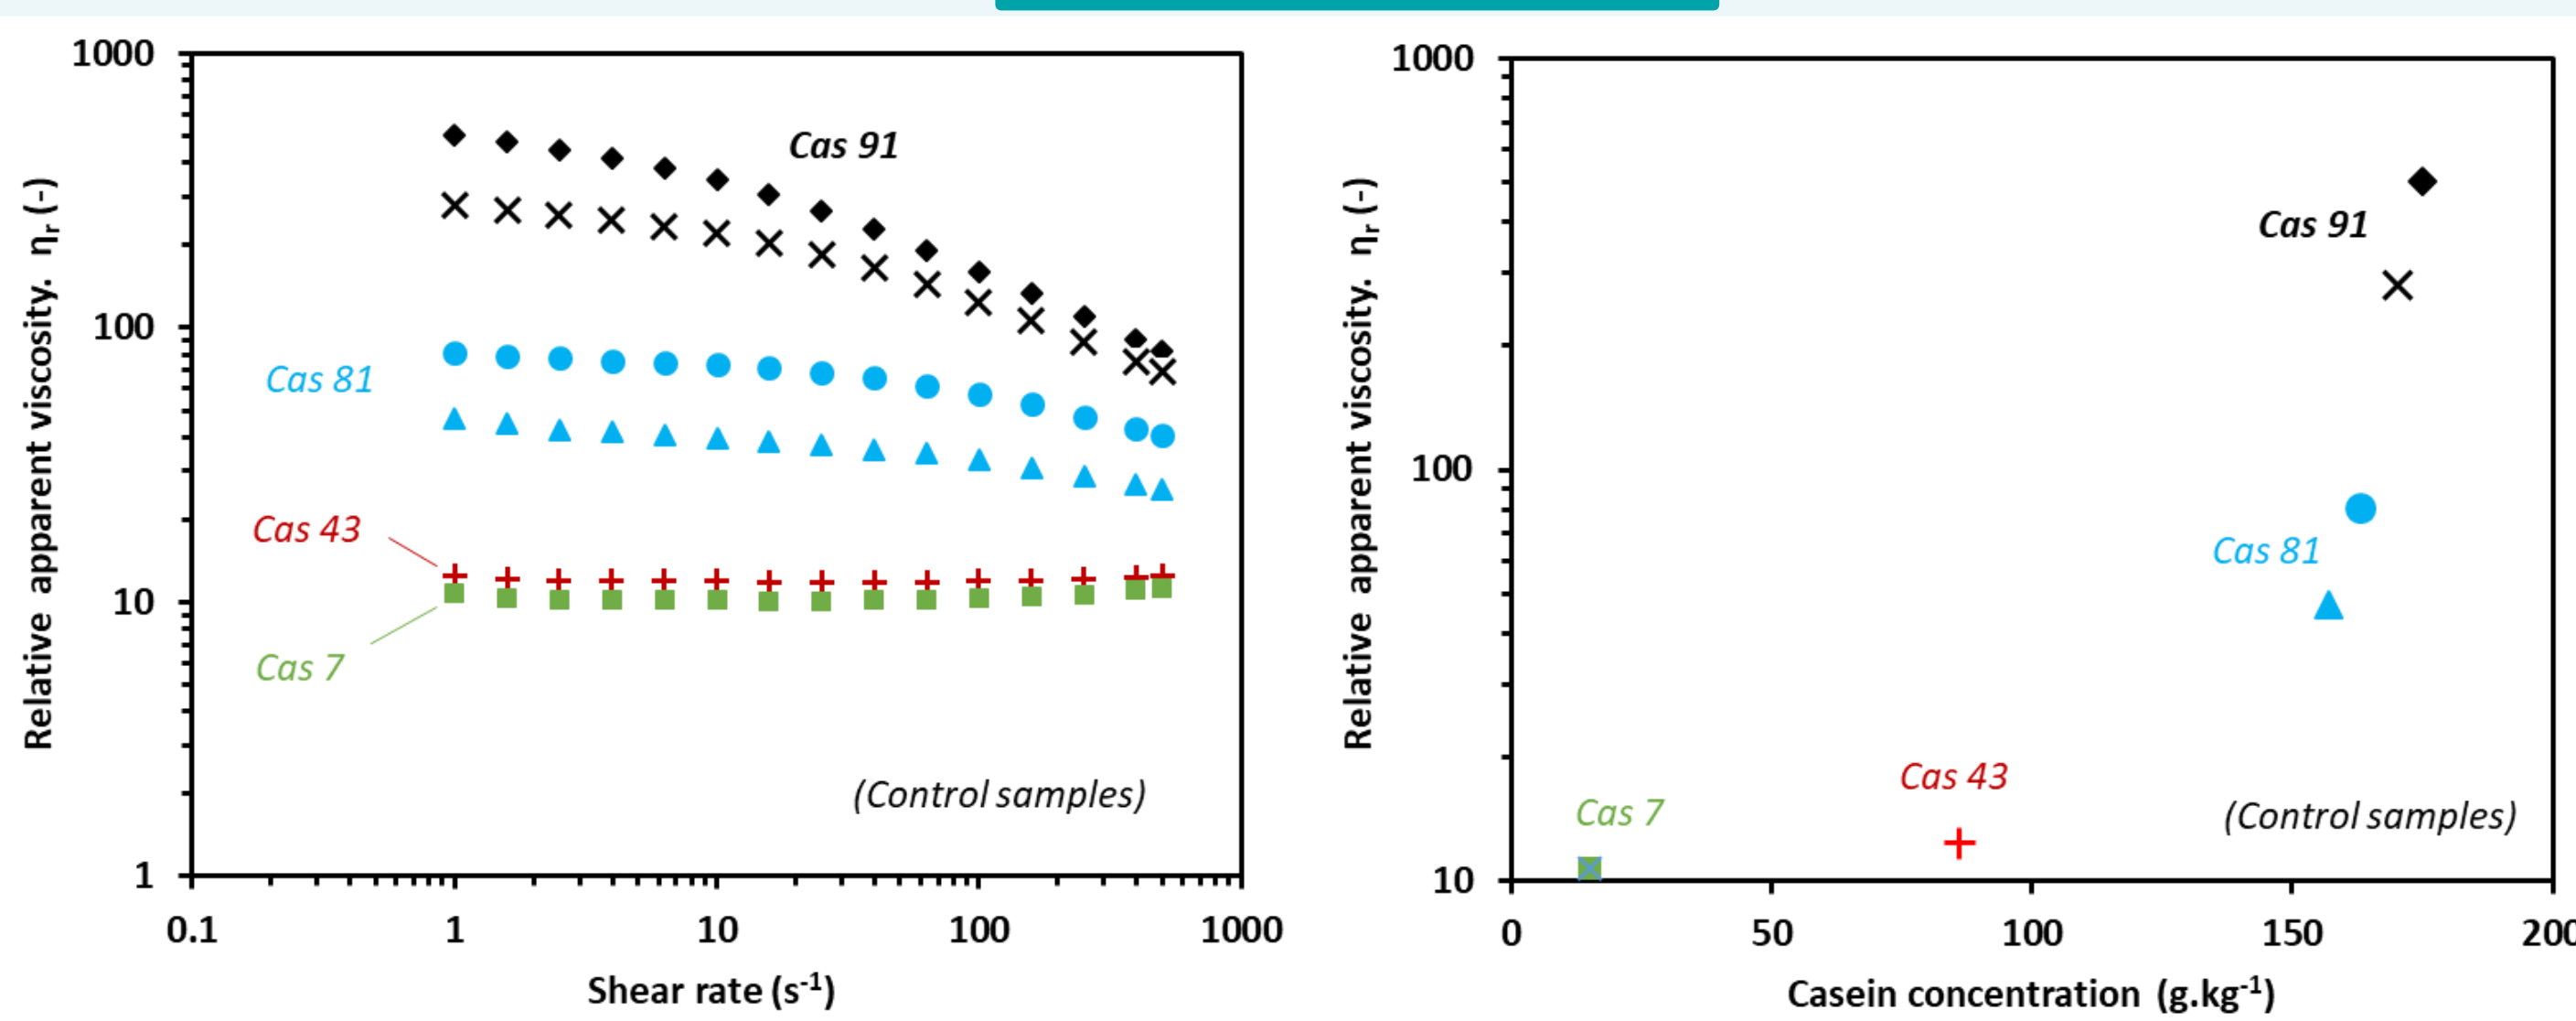 1000
100
10
1
Relative apparent viscosity. ηr (-)
Cas 91
Cas 81
Cas 43
Cas 7
(Control samples)
0.1 1 10 100 1000
Shear rate (s-1)
1000
100
10
Relative apparent viscosity. ηr (-)
Cas 91
Cas 81
Cas 43
Cas 7
(Control samples)
0 50 100 150 200
Casein concentration (g.kg-1)